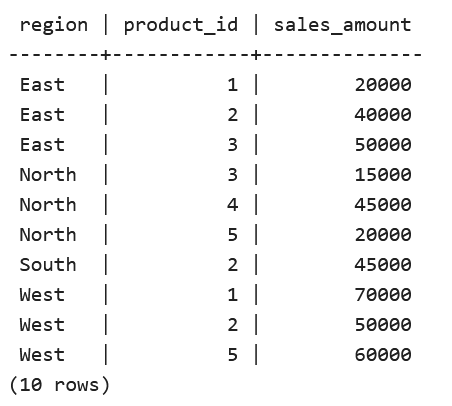 region | product_id | sales_amount
--------+------------+--------------
East | 1 | 20000
East | 2 | 40000
East | 3 | 50000
North | 3 | 15000
North | 4 | 45000
North | 5 | 20000
South | 2 | 45000
West | 1 | 70000
West | 2 | 50000
West | 5 | 60000
(10 rows)